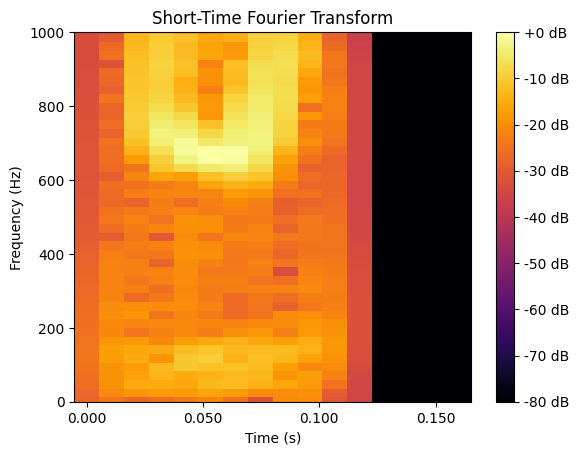 Short-Time Fourier Transform
1000
800
600
400
200
0
Frequency (Hz)
0.000
0.050
0.100
0.150
Time (s)
+0 dB
-10 dB
-20 dB
-30 dB
-40 dB
-50 dB
-60 dB
-70 dB
-80 dB